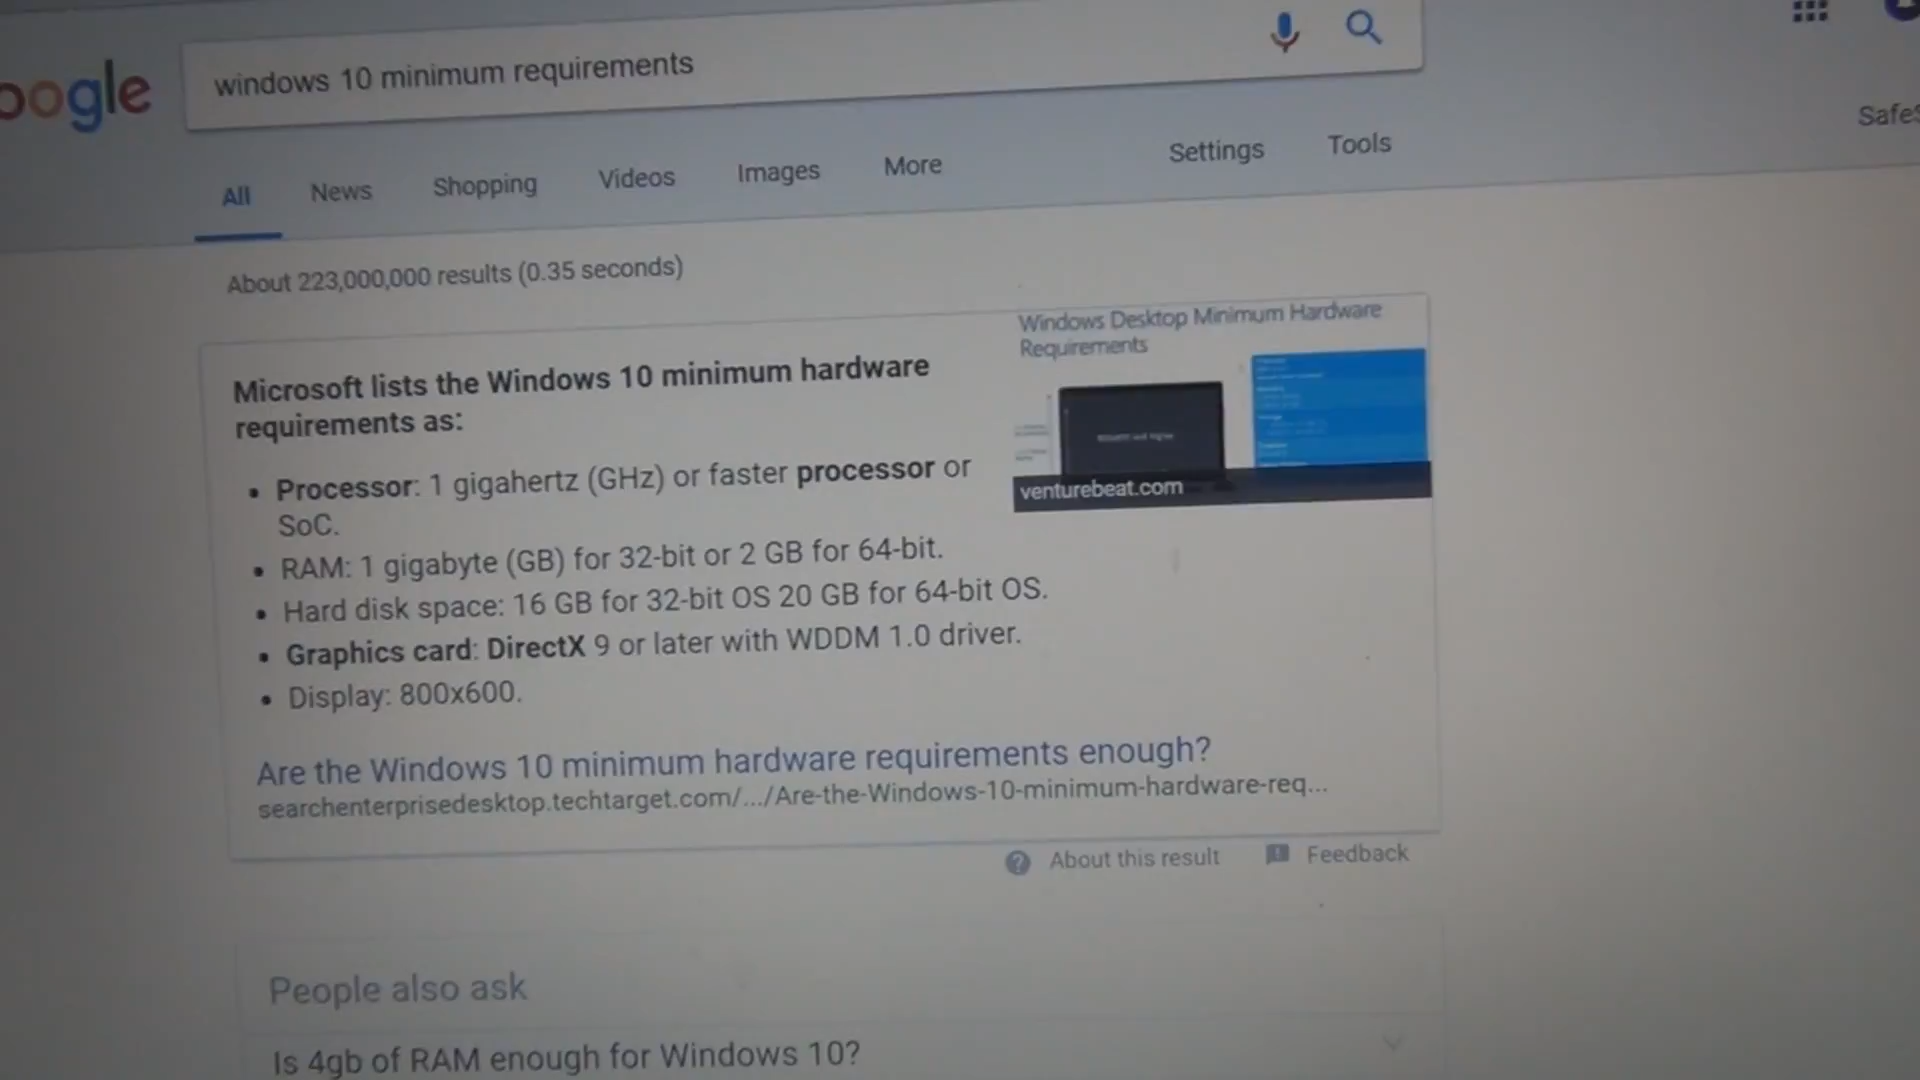 oogle
windows 10 minimum requirements
All News Shopping Videos Images More Settings Tools
Safe
About 223,000,000 results (0.35 seconds)
Microsoft lists the Windows 10 minimum hardware
requirements as:
• Processor: 1 gigahertz (GHz) or faster processor or
SoC.
• RAM: 1 gigabyte (GB) for 32-bit or 2 GB for 64-bit.
• Hard disk space: 16 GB for 32-bit OS 20 GB for 64-bit OS.
• Graphics card: DirectX 9 or later with WDDM 1.0 driver.
• Display: 800x600.
Windows Desktop Minimum Hardware
Requirements
venturebeat.com
Are the Windows 10 minimum hardware requirements enough?
searchenterprisedesktop.techtarget.com/.../Are-the-Windows-10-minimum-hardware-req...
About this result Feedback
People also ask
Is 4gb of RAM enough for Windows 10?